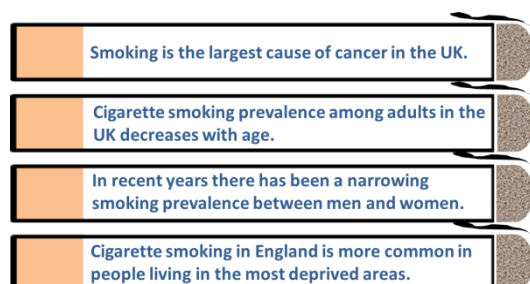 Smoking is the largest cause of cancer in the UK.
Cigarette smoking prevalence among adults in the
UK decreases with age.
In recent years there has been a narrowing
smoking prevalence between men and women.
Cigarette smoking in England is more common in
people living in the most deprived areas.